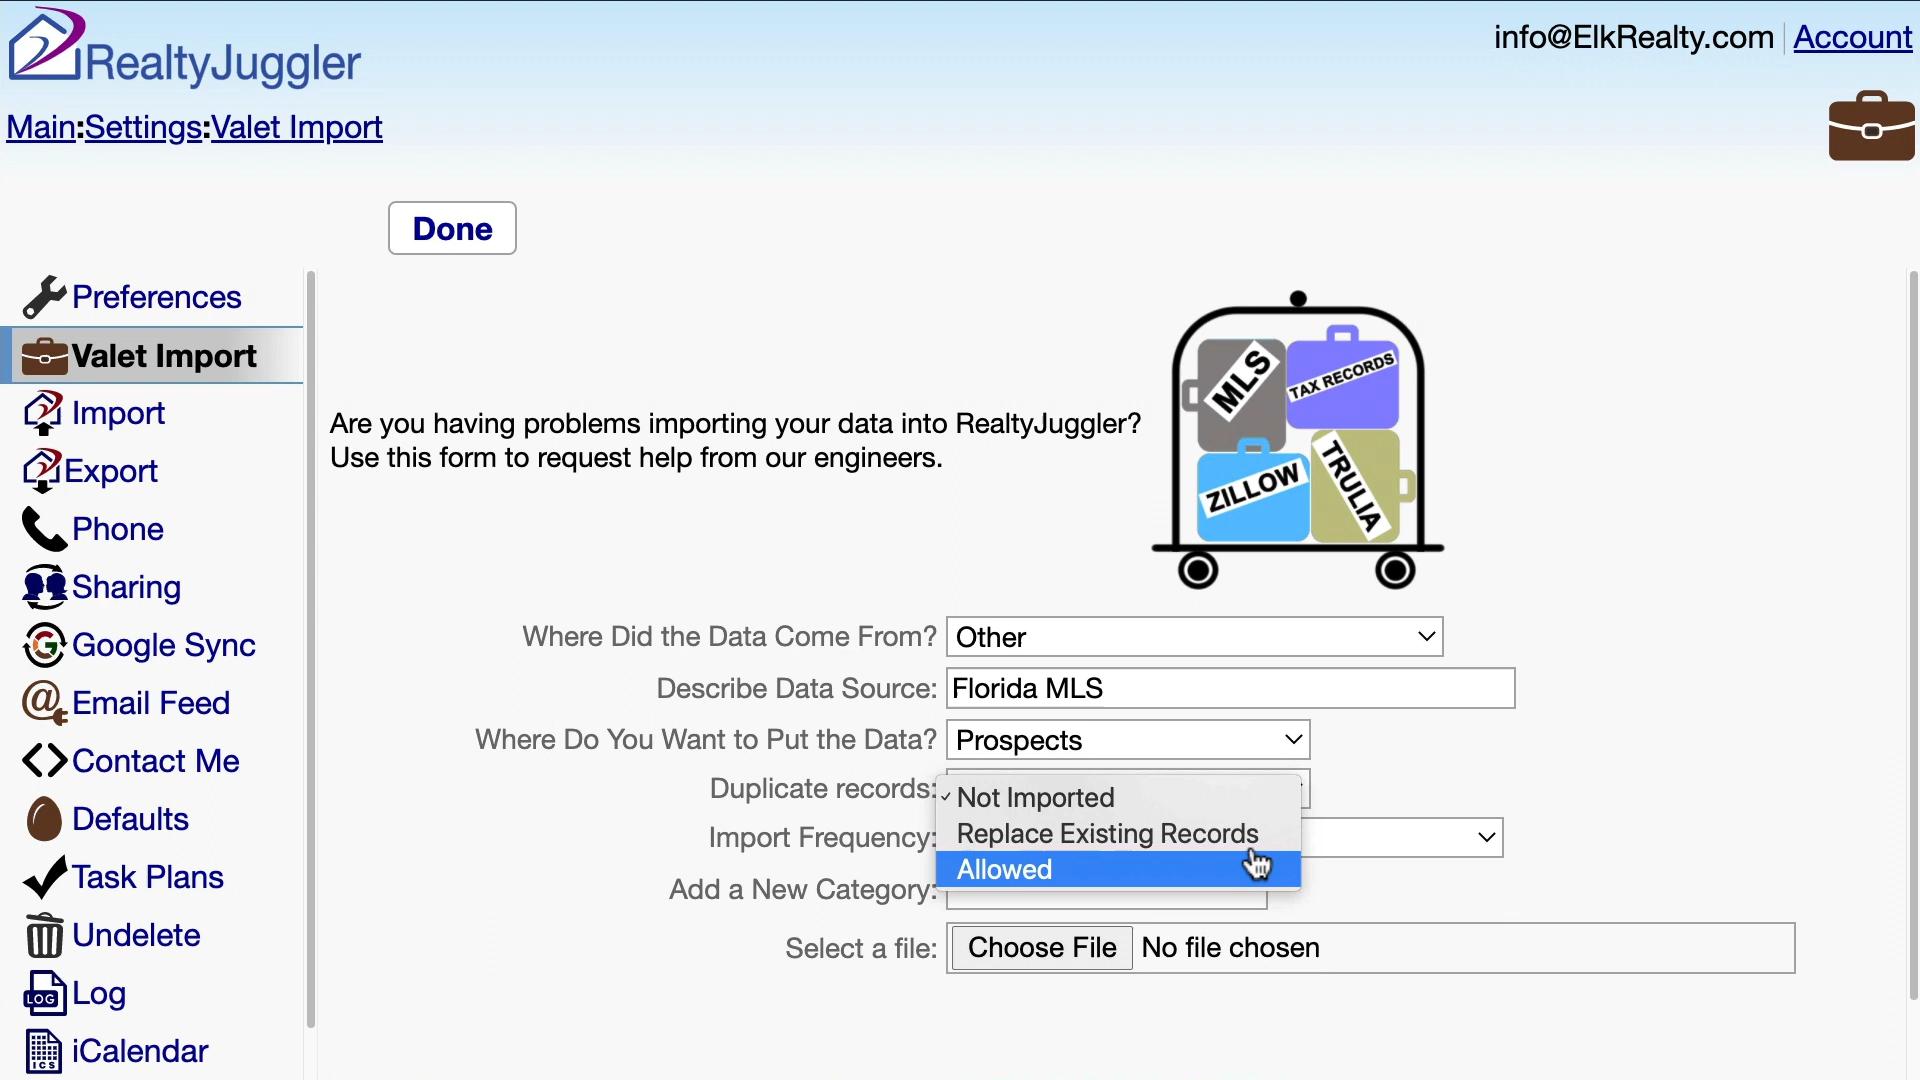 RealtyJuggler
info@ElkRealty.com Account
Main:Settings:Valet Import
Done
Preferences
Valet Import
Import
Export
Phone
Sharing
Google Sync
Email Feed
Contact Me
Defaults
Task Plans
Undelete
LOG Log
ICS iCalendar
Are you having problems importing your data into RealtyJuggler?
Use this form to request help from our engineers.
MLS
TAX RECORDS
ZILLOW
TRULIA
Where Did the Data Come From? Other
Describe Data Source: Florida MLS
Where Do You Want to Put the Data? Prospects
Duplicate records:
Not Imported
Replace Existing Records
Allowed
Import Frequency:
Add a New Category:
Select a file: Choose File No file chosen